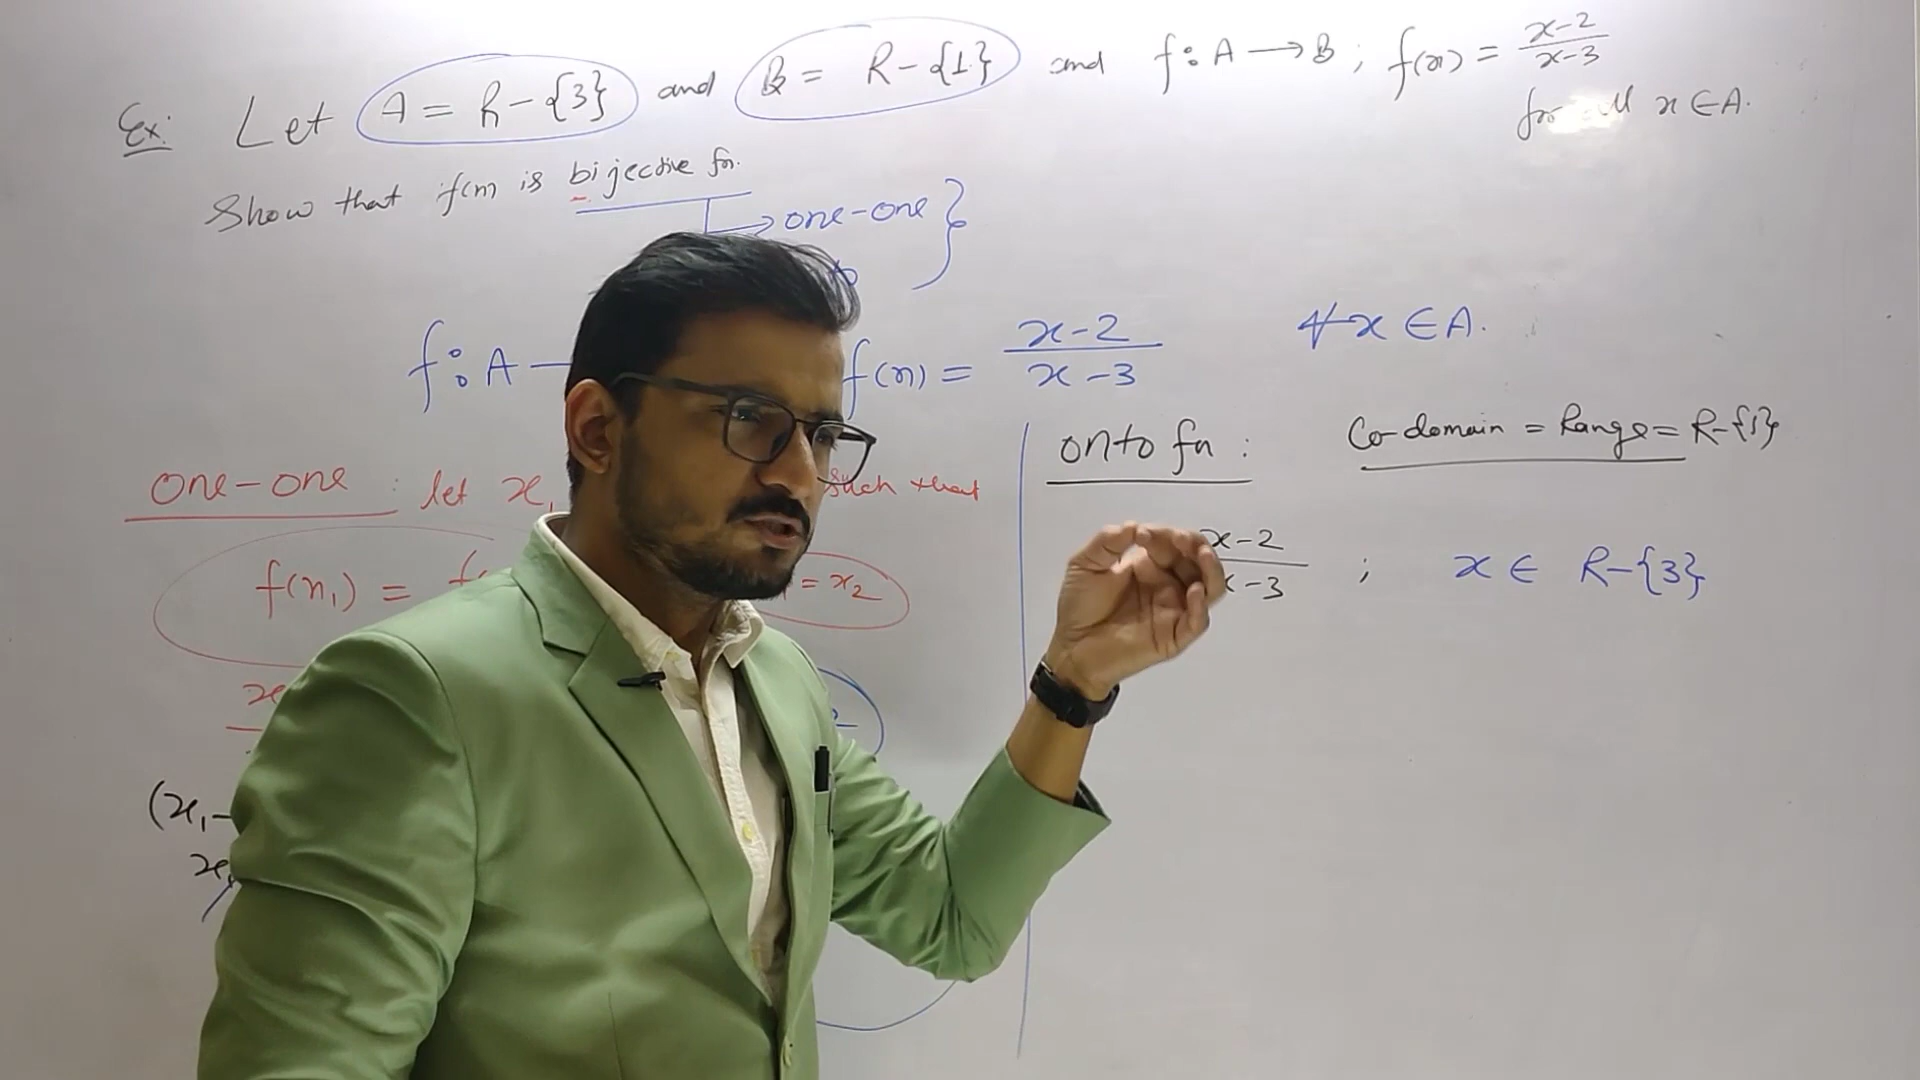 Ex: Let A = R-{3} and B = R-{1} and f: A → B ; f(x) = x-2/x-3
for all x ∈ A.
Show that f(x) is bijective fn.
→ one-one }
f: A — f(x) = x-2/x-3 ∀ x ∈ A.
one-one : let x₁ such that
f(x₁) = = x₂
(x₁-
onto fn : Co-domain = Range = R-{1}
x-2/x-3 ; x ∈ R-{3}